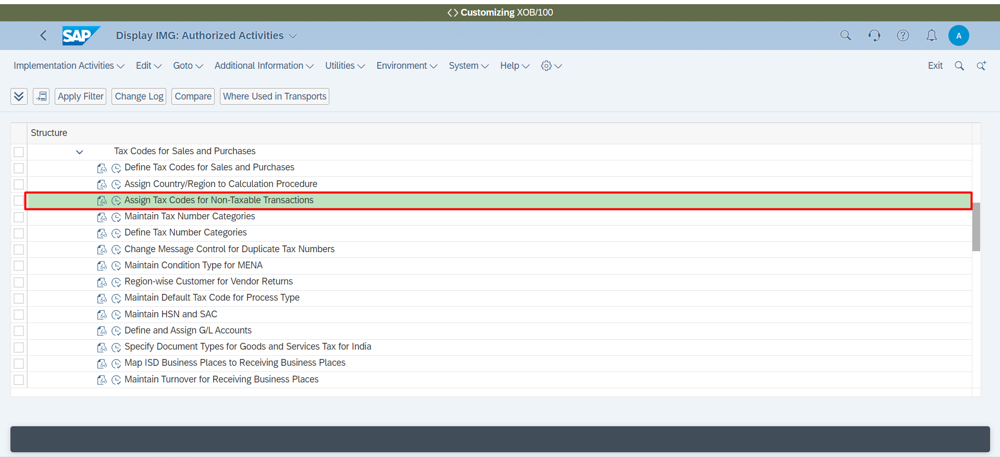 Customizing XOB/100
SAP Display IMG: Authorized Activities A
Implementation Activities Edit Goto Additional Information Utilities Environment System Help Exit
Apply Filter Change Log Compare Where Used in Transports
Structure
Tax Codes for Sales and Purchases
Define Tax Codes for Sales and Purchases
Assign Country/Region to Calculation Procedure
Assign Tax Codes for Non-Taxable Transactions
Maintain Tax Number Categories
Define Tax Number Categories
Change Message Control for Duplicate Tax Numbers
Maintain Condition Type for MENA
Region-wise Customer for Vendor Returns
Maintain Default Tax Code for Process Type
Maintain HSN and SAC
Define and Assign G/L Accounts
Specify Document Types for Goods and Services Tax for India
Map ISD Business Places to Receiving Business Places
Maintain Turnover for Receiving Business Places